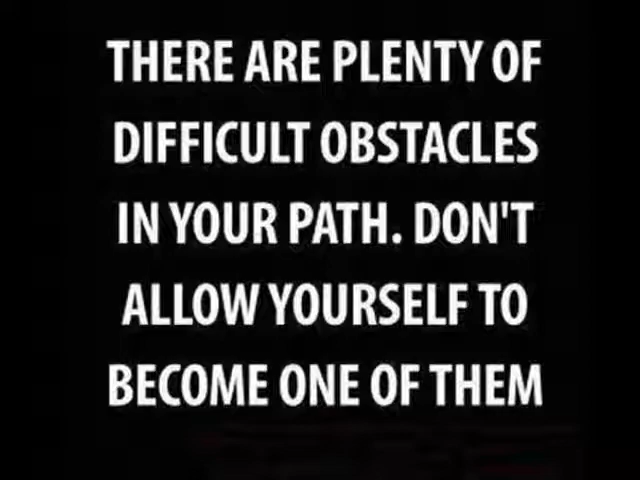 THERE ARE PLENTY OF
DIFFICULT OBSTACLES
IN YOUR PATH. DON'T
ALLOW YOURSELF TO
BECOME ONE OF THEM